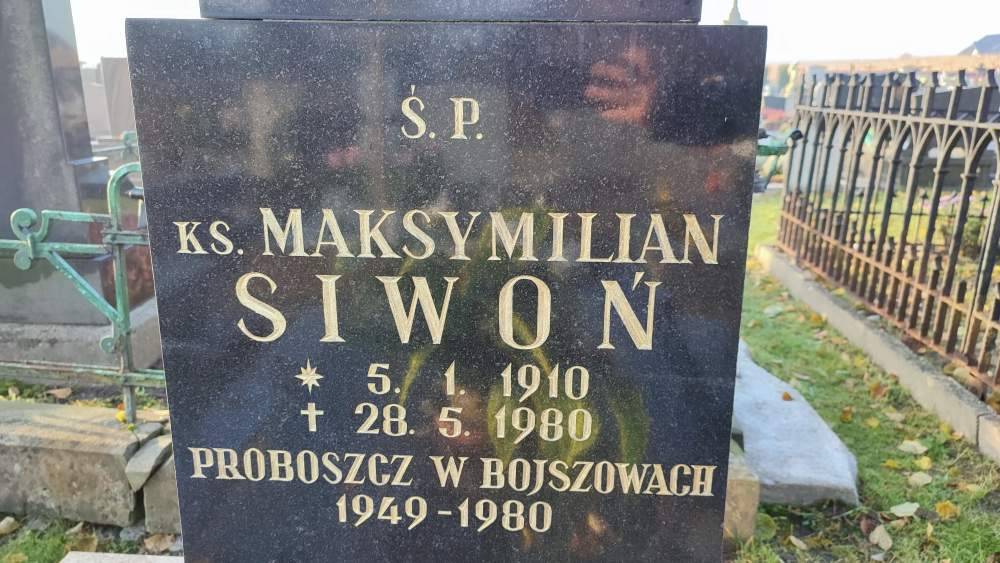 Ś. P.
KS. MAKSYMILIAN
SIWOŃ
* 5. 1. 1910
† 28. 5. 1980
PROBOSZCZ W BOJSZOWACH
1949-1980